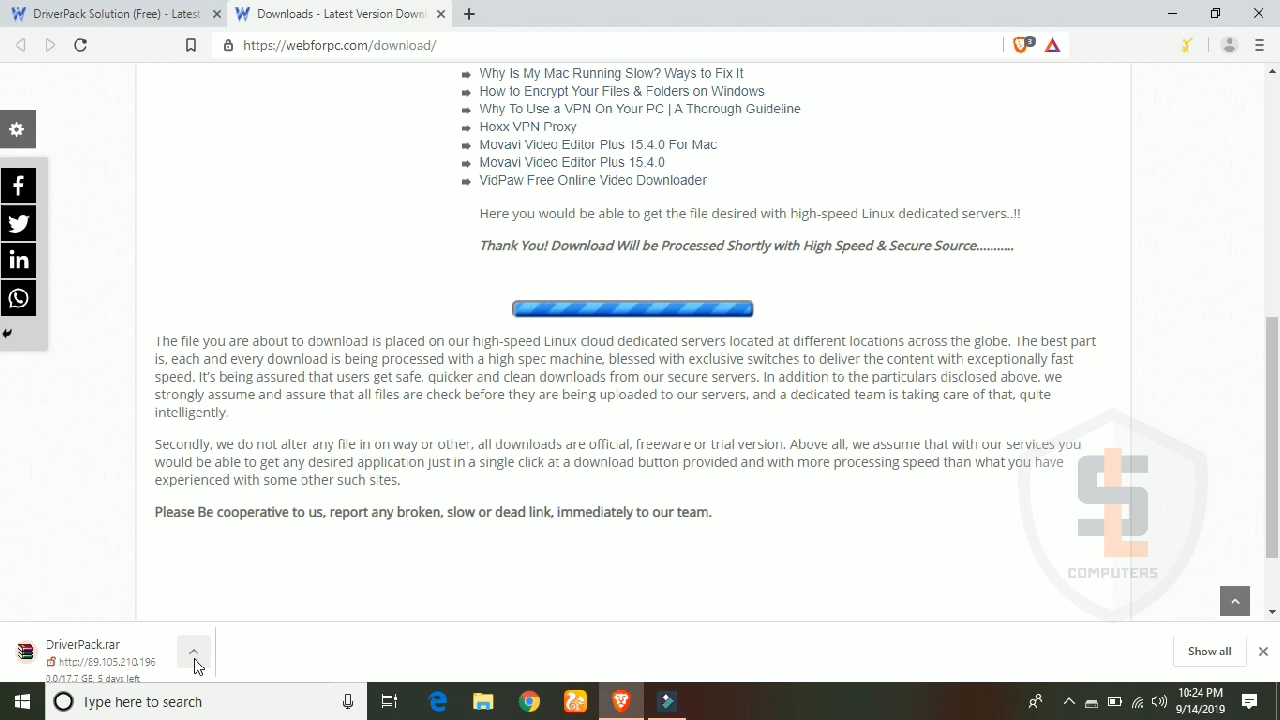 DriverPack Solution (Free) - Latest
Downloads - Latest Version Down
https://webforpc.com/download/
3
Why Is My Mac Running Slow? Ways to Fix It
How to Encrypt Your Files & Folders on Windows
Why To Use a VPN On Your PC | A Thorough Guideline
Hoxx VPN Proxy
Movavi Video Editor Plus 15.4.0 For Mac
Movavi Video Editor Plus 15.4.0
VidPaw Free Online Video Downloader
Here you would be able to get the file desired with high-speed Linux dedicated servers..!!
Thank You! Download Will be Processed Shortly with High Speed & Secure Source...........
The file you are about to download is placed on our high-speed Linux cloud dedicated servers located at different locations across the globe. The best part
is, each and every download is being processed with a high spec machine, blessed with exclusive switches to deliver the content with exceptionally fast
speed. It's being assured that users get safe, quicker and clean downloads from our secure servers. In addition to the particulars disclosed above, we
strongly assume and assure that all files are check before they are being uploaded to our servers, and a dedicated team is taking care of that, quite
intelligently.
Secondly, we do not alter any file in on way or other, all downloads are official, freeware or trial version. Above all, we assume that with our services you
would be able to get any desired application just in a single click at a download button provided and with more processing speed than what you have
experienced with some other such sites.
Please Be cooperative to us, report any broken, slow or dead link, immediately to our team.
SL
COMPUTERS
DriverPack.rar
http://89.105.210.196
0.0/17.7 GB, 5 days left
Show all
Type here to search
10:24 PM
9/14/2019